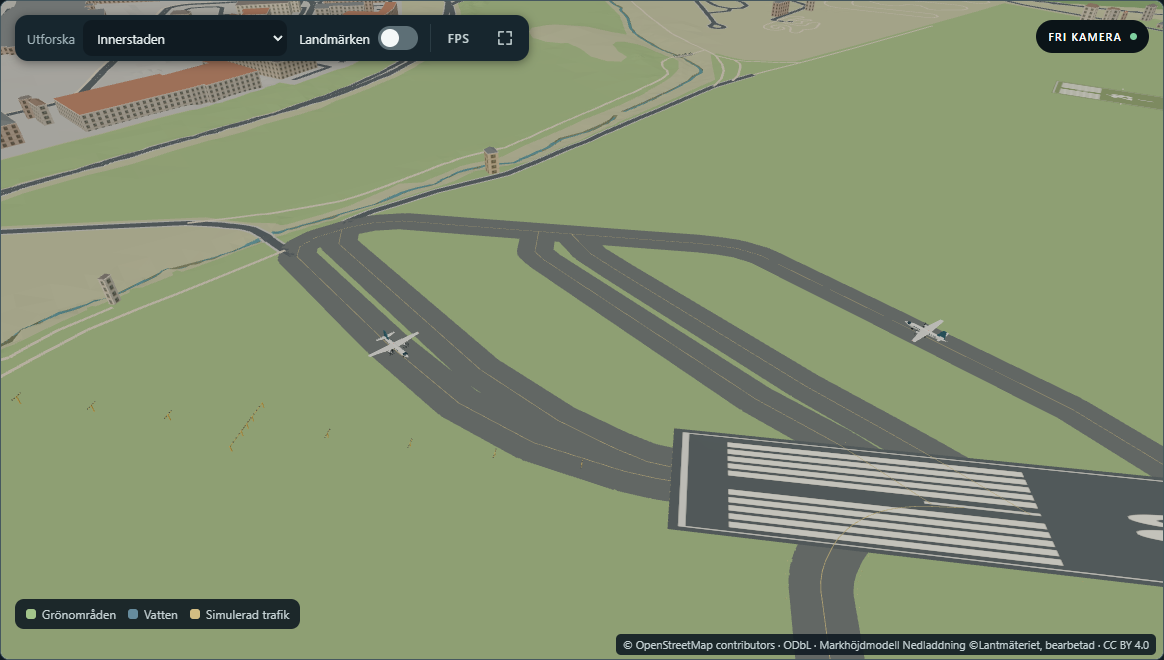 Utforska
Innerstaden
Landmärken
FPS
FRI KAMERA
Grönområden
Vatten
Simulerad trafik
© OpenStreetMap contributors · ODbL · Markhöjdmodell Nedladdning ©Lantmäteriet, bearbetad · CC BY 4.0